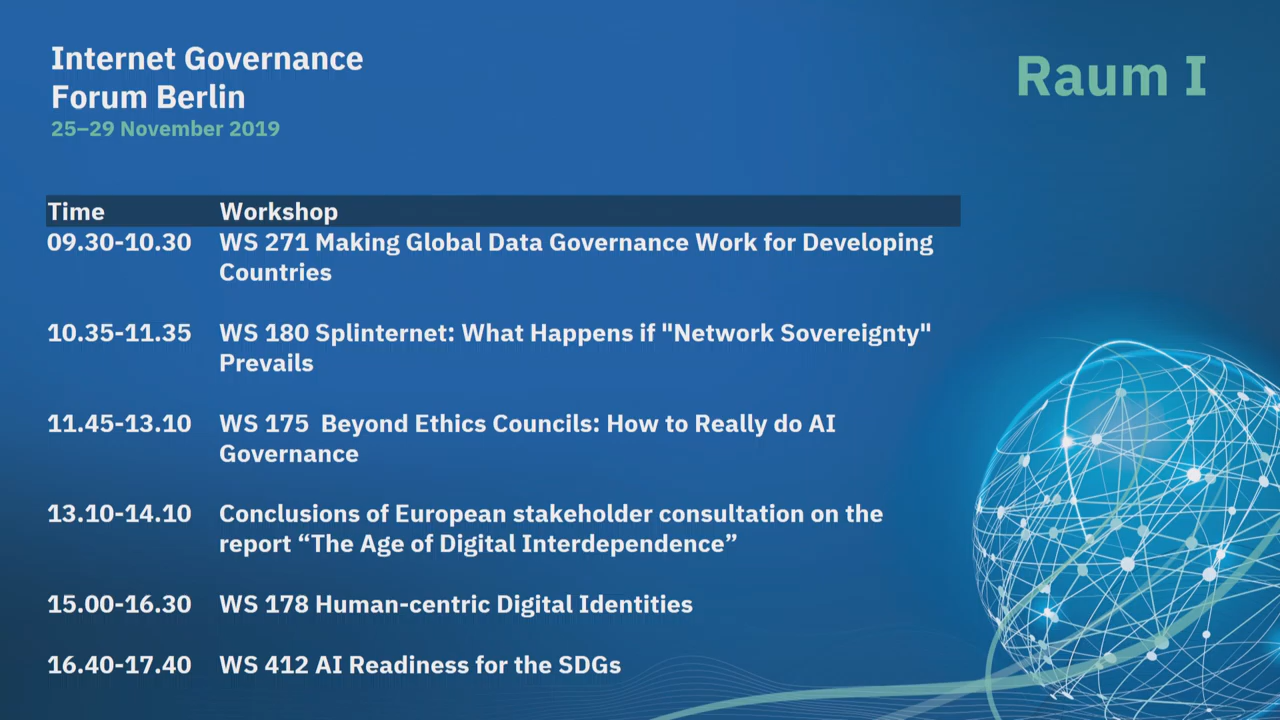 Internet Governance
Forum Berlin
25–29 November 2019
Raum I
Time Workshop
09.30-10.30 WS 271 Making Global Data Governance Work for Developing
Countries
10.35-11.35 WS 180 Splinternet: What Happens if "Network Sovereignty"
Prevails
11.45-13.10 WS 175  Beyond Ethics Councils: How to Really do AI
Governance
13.10-14.10 Conclusions of European stakeholder consultation on the
report “The Age of Digital Interdependence”
15.00-16.30 WS 178 Human-centric Digital Identities
16.40-17.40 WS 412 AI Readiness for the SDGs